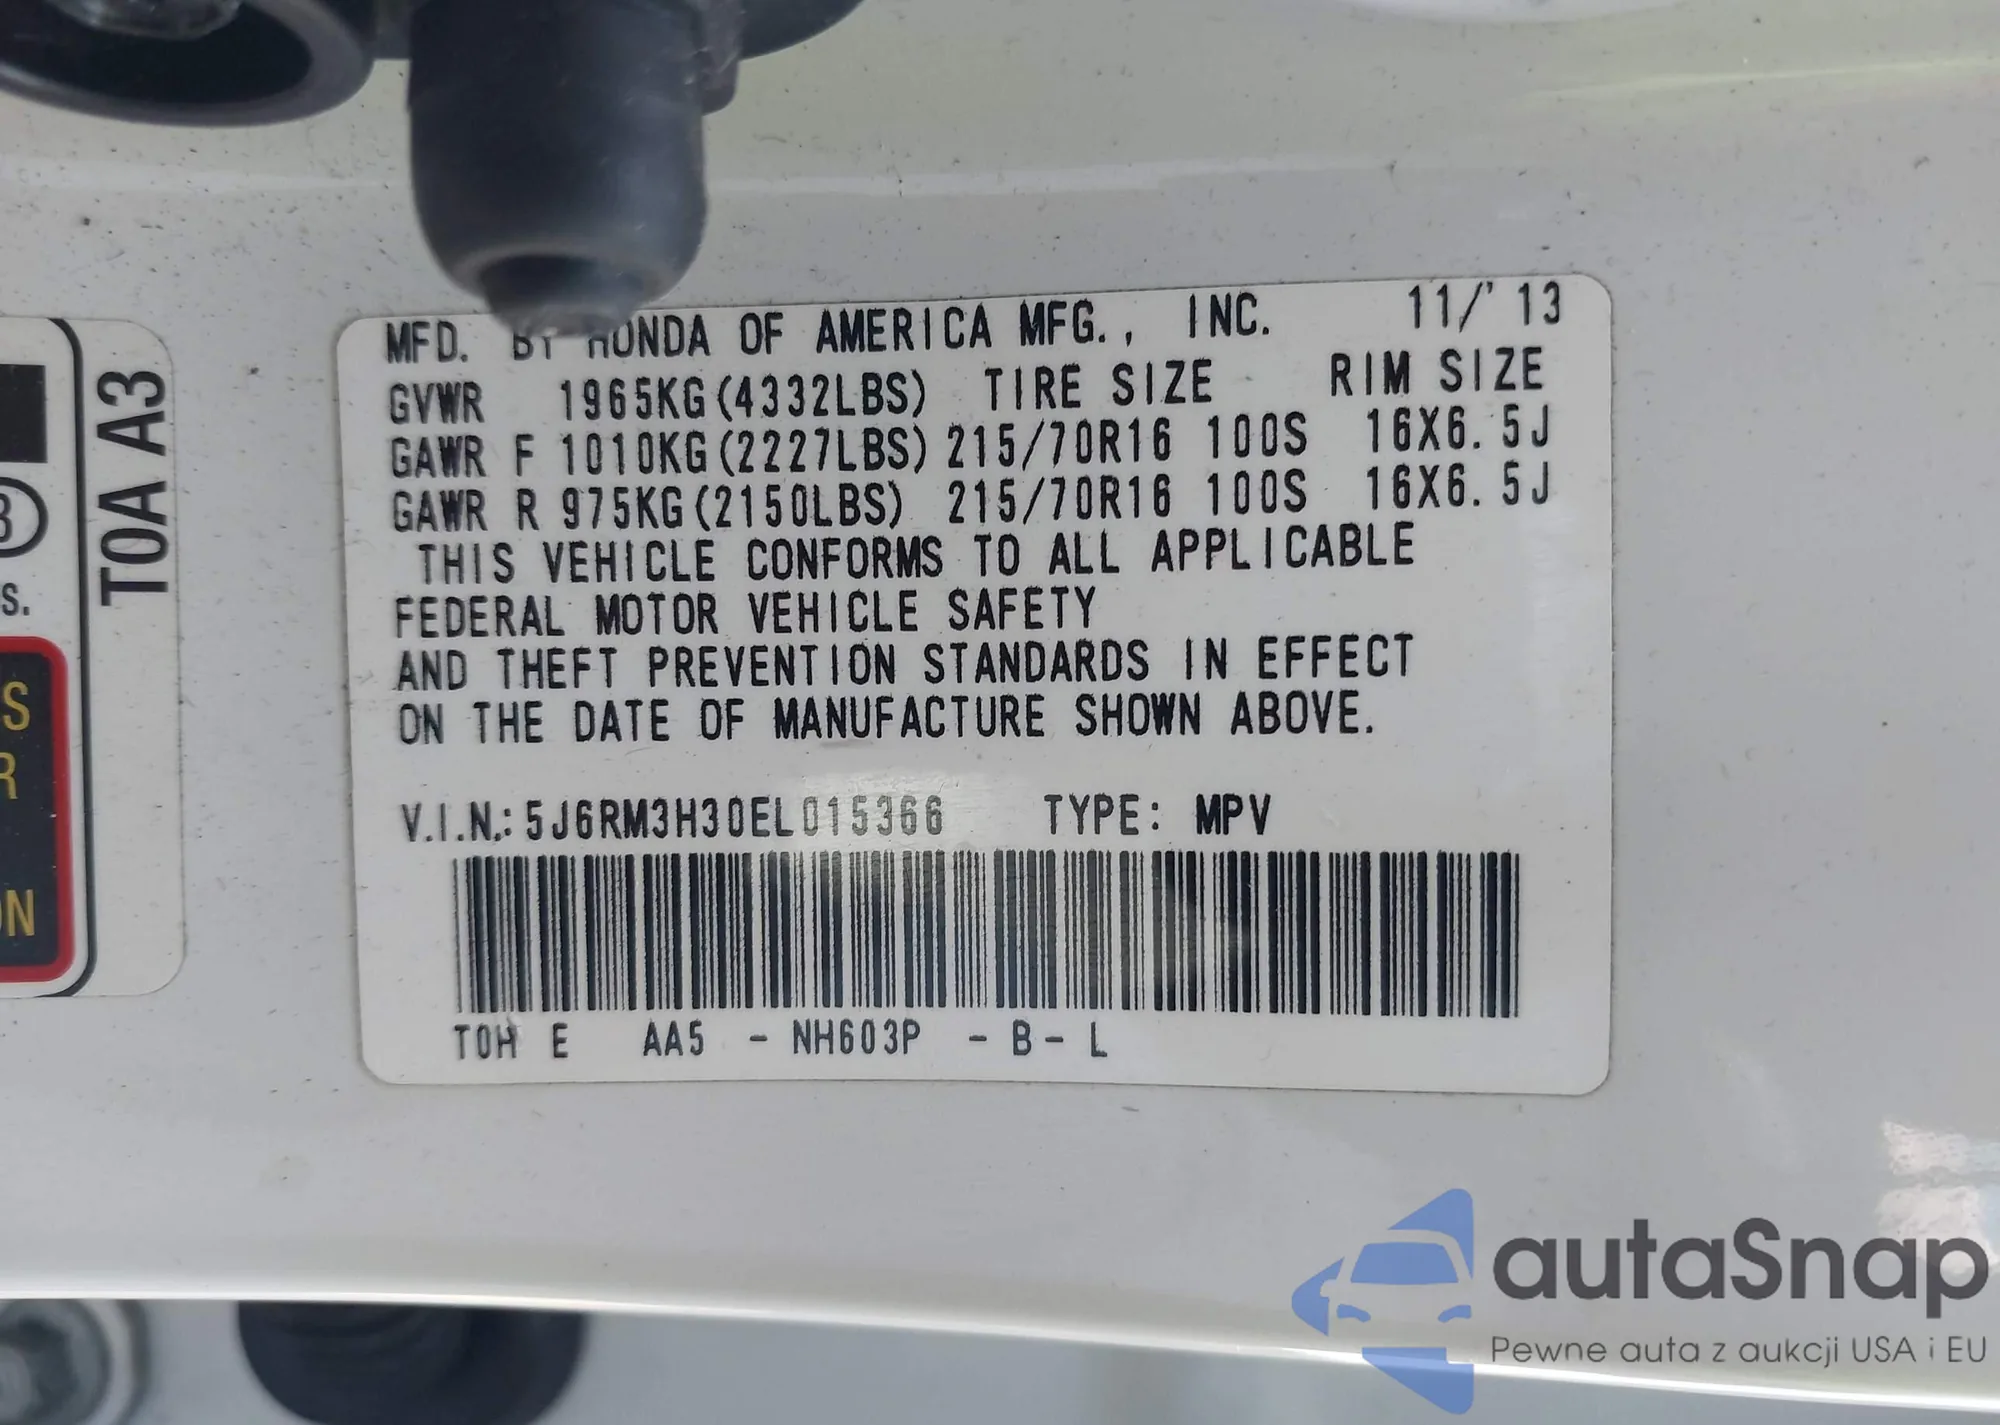 MFD. BY HONDA OF AMERICA MFG., INC. 11/'13
GVWR 1965KG(4332LBS) TIRE SIZE RIM SIZE
GAWR F 1010KG(2227LBS) 215/70R16 100S 16X6.5J
GAWR R 975KG(2150LBS) 215/70R16 100S 16X6.5J
THIS VEHICLE CONFORMS TO ALL APPLICABLE
FEDERAL MOTOR VEHICLE SAFETY
AND THEFT PREVENTION STANDARDS IN EFFECT
ON THE DATE OF MANUFACTURE SHOWN ABOVE.
V.I.N.: 5J6RM3H30EL015366 TYPE: MPV
T0H E AA5 - NH603P - B - L
T0A A3
S.
S
R
ON
autaSnap
Pewne auta z aukcji USA i EU